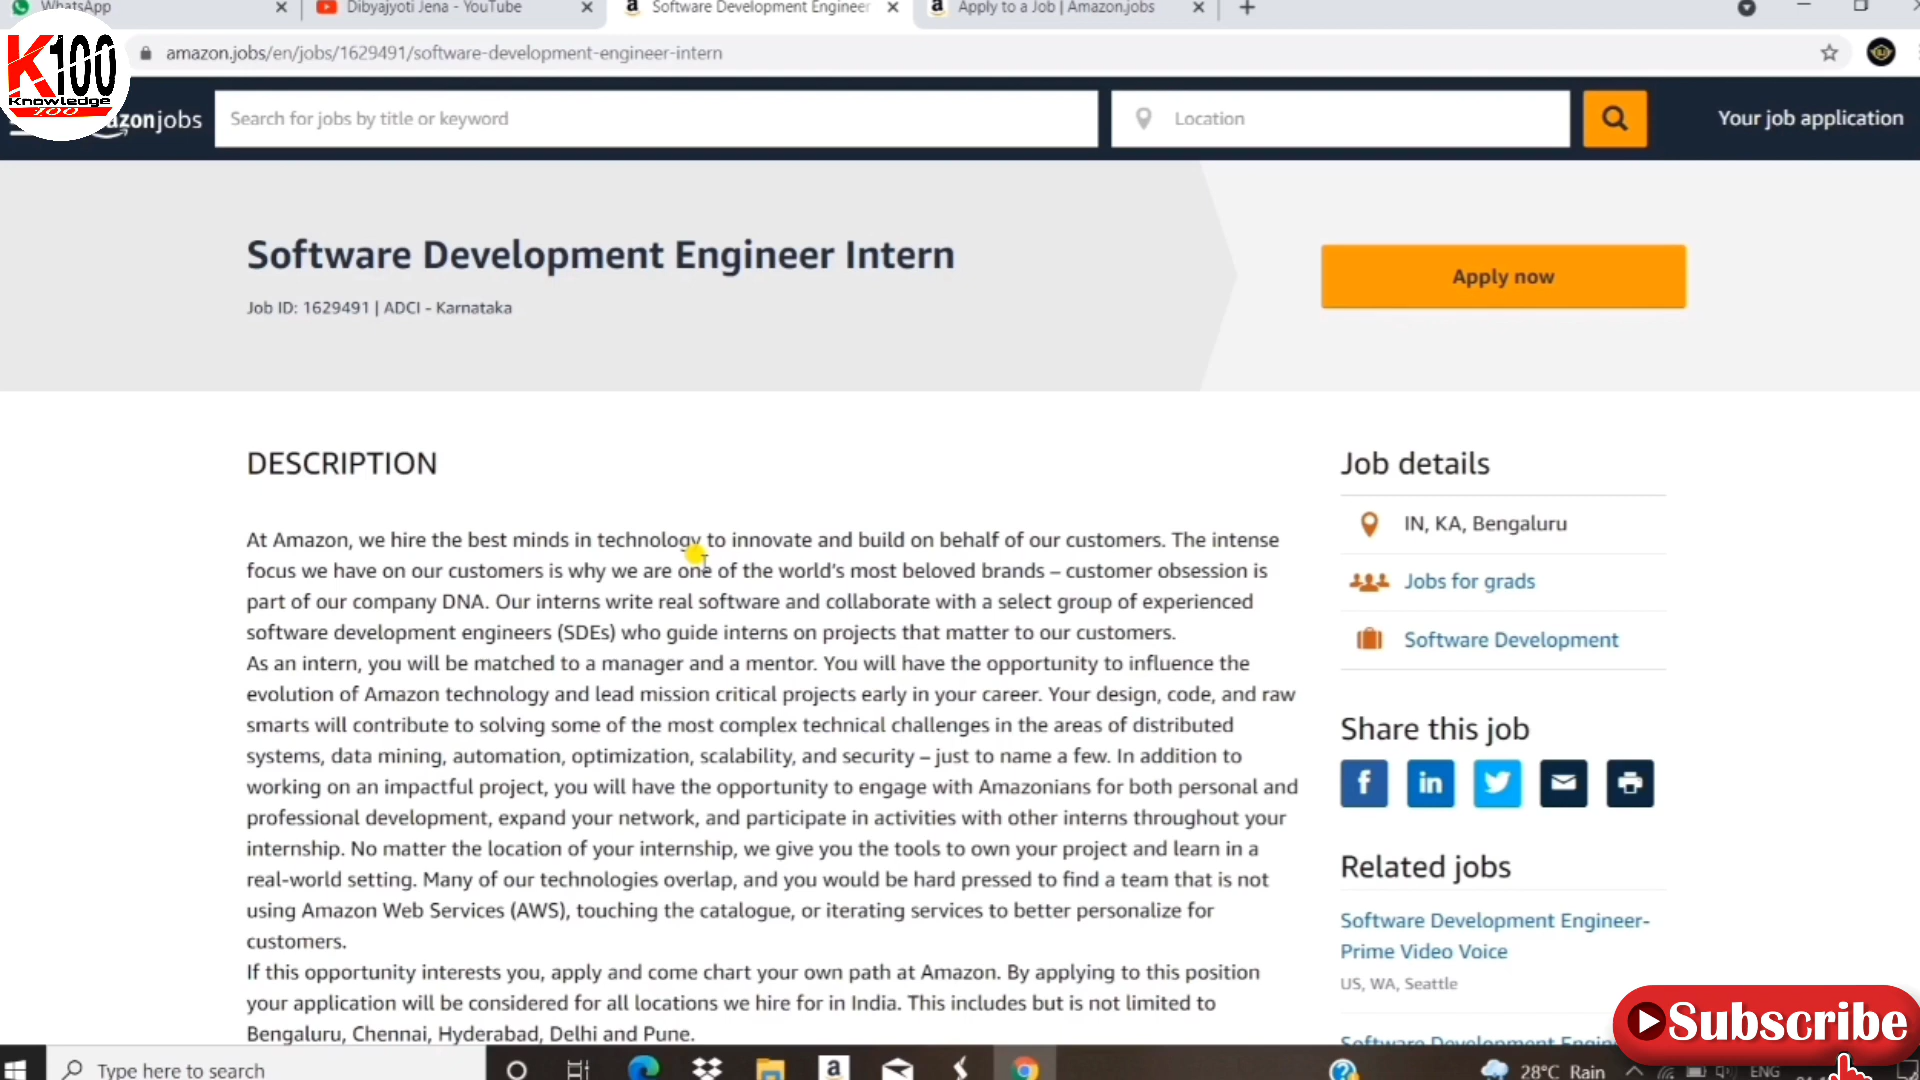 WhatsApp
Dibyajyoti Jena - YouTube
Software Development Engineer
Apply to a Job | Amazon.jobs
K100
Knowledge
100
amazon.jobs/en/jobs/1629491/software-development-engineer-intern
zonjobs
Search for jobs by title or keyword
Location
Your job application
Software Development Engineer Intern
Job ID: 1629491 | ADCI - Karnataka
Apply now
DESCRIPTION
At Amazon, we hire the best minds in technology to innovate and build on behalf of our customers. The intense
focus we have on our customers is why we are one of the world's most beloved brands – customer obsession is
part of our company DNA. Our interns write real software and collaborate with a select group of experienced
software development engineers (SDEs) who guide interns on projects that matter to our customers.
As an intern, you will be matched to a manager and a mentor. You will have the opportunity to influence the
evolution of Amazon technology and lead mission critical projects early in your career. Your design, code, and raw
smarts will contribute to solving some of the most complex technical challenges in the areas of distributed
systems, data mining, automation, optimization, scalability, and security – just to name a few. In addition to
working on an impactful project, you will have the opportunity to engage with Amazonians for both personal and
professional development, expand your network, and participate in activities with other interns throughout your
internship. No matter the location of your internship, we give you the tools to own your project and learn in a
real-world setting. Many of our technologies overlap, and you would be hard pressed to find a team that is not
using Amazon Web Services (AWS), touching the catalogue, or iterating services to better personalize for
customers.
If this opportunity interests you, apply and come chart your own path at Amazon. By applying to this position
your application will be considered for all locations we hire for in India. This includes but is not limited to
Bengaluru, Chennai, Hyderabad, Delhi and Pune.
Job details
IN, KA, Bengaluru
Jobs for grads
Software Development
Share this job
Related jobs
Software Development Engineer-
Prime Video Voice
US, WA, Seattle
Software Development Engin
Subscribe
Type here to search
28°C Rain
ENG